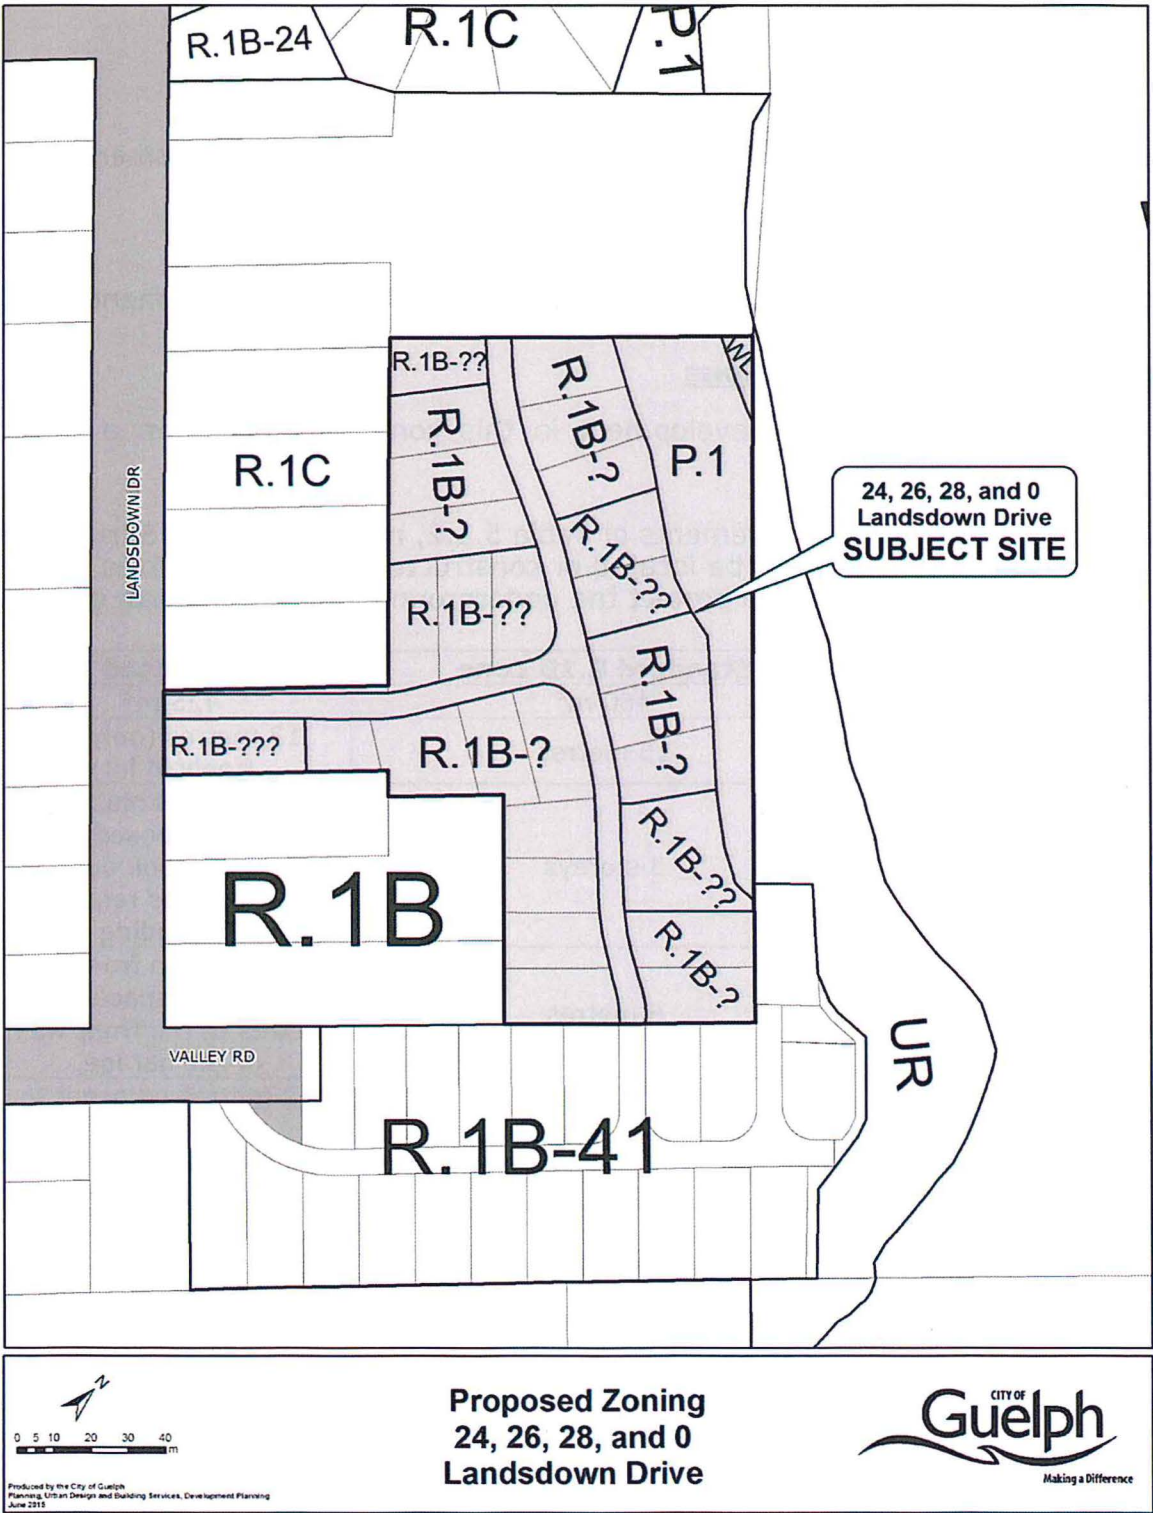 R.1B-24
R.1C
P.1
R.1B-??
R.1B-?
WL
R.1B-?
P.1
LANDSDOWN DR
R.1C
24, 26, 28, and 0
Landsdown Drive
SUBJECT SITE
R.1B-??
R.1B-??
R.1B-?
R.1B-???
R.1B-?
R.1B-??
R.1B
R.1B-?
UR
VALLEY RD
R.1B-41
N
0 5 10 20 30 40
m
Proposed Zoning
24, 26, 28, and 0
Landsdown Drive
CITY OF
Guelph
Making a Difference
Produced by the City of Guelph
Planning, Urban Design and Building Services, Development Planning
June 2015